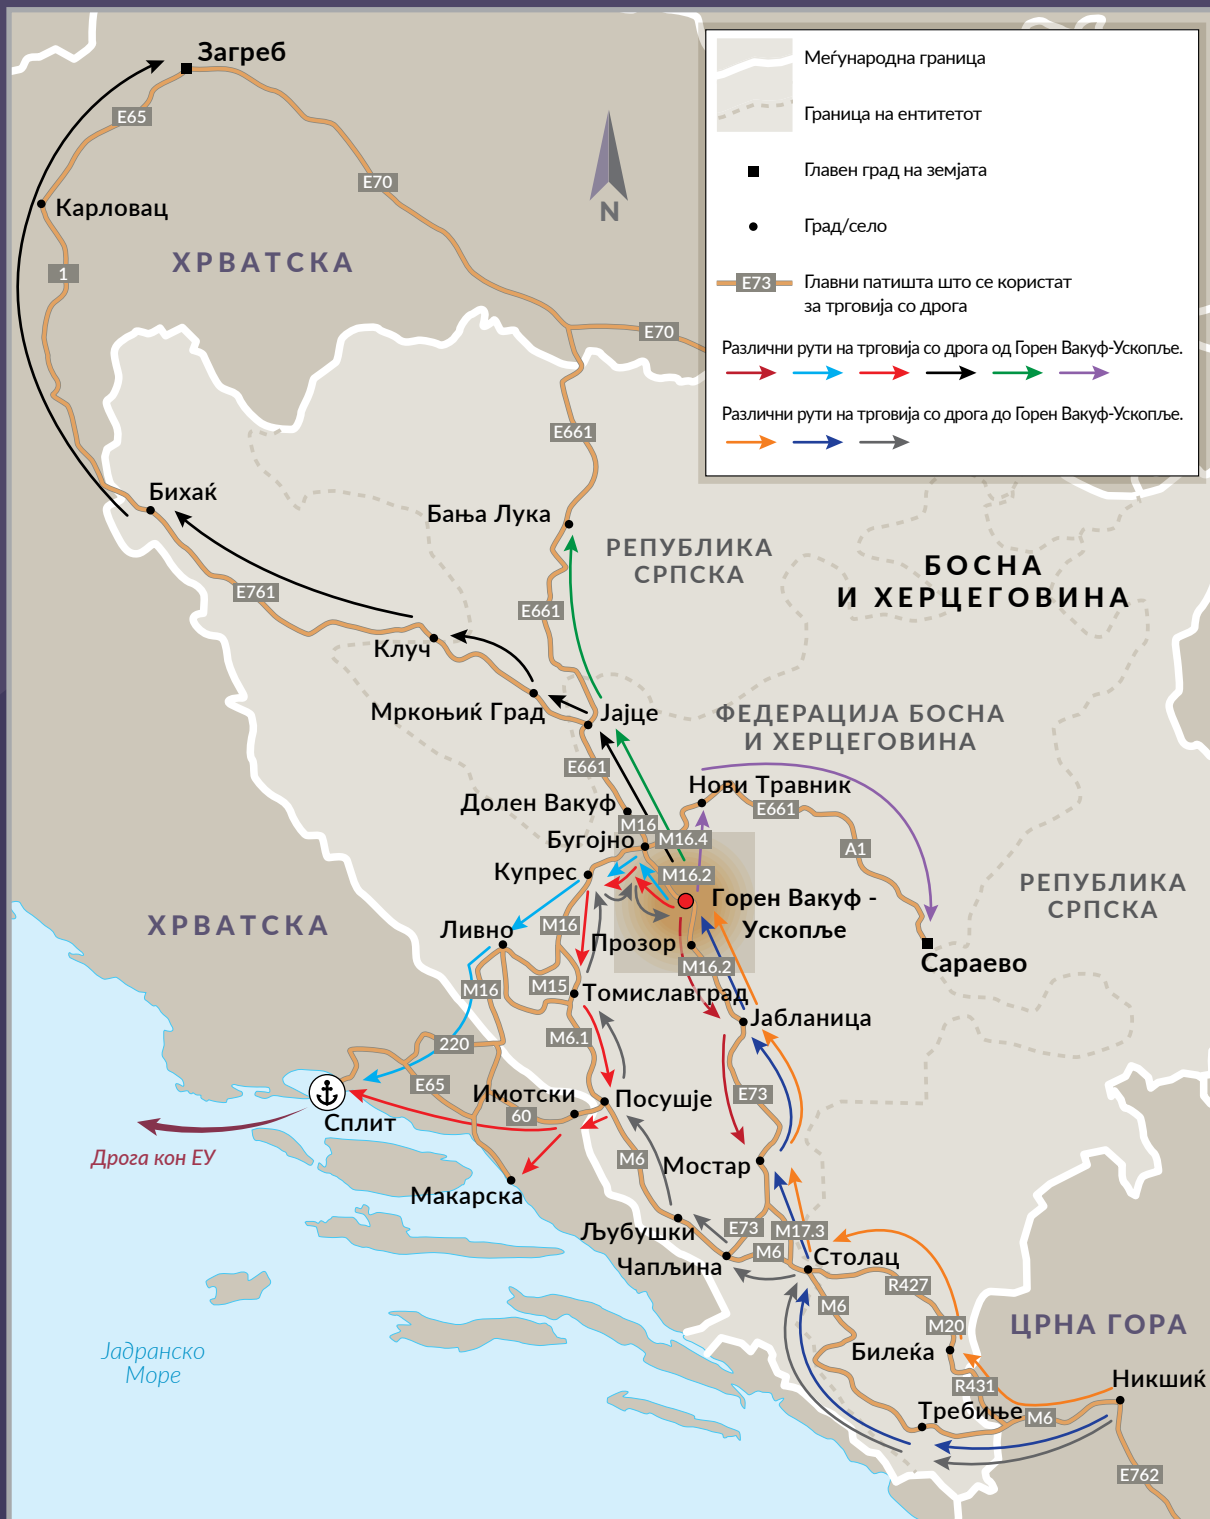 Загреб
E65
E70
Карловац
ХРВАТСКА
1
E70
N
Меѓународна граница
Граница на ентитетот
Главен град на земјата
Град/село
E73
Главни патишта што се користат
за трговија со дрога
Различни рути на трговија со дрога од Горен Вакуф-Ускопље.
Различни рути на трговија со дрога до Горен Вакуф-Ускопље.
E661
Бихаќ
Бања Лука
РЕПУБЛИКА
СРПСКА
БОСНА
И ХЕРЦЕГОВИНА
E761
E661
Клуч
Мркоњиќ Град
Јајце
ФЕДЕРАЦИЈА БОСНА
И ХЕРЦЕГОВИНА
E661
Нови Травник
E661
Долен Вакуф
M16
M16.4
Бугојно
A1
Купрес
M16.2
Горен Вакуф -
Ускопље
РЕПУБЛИКА
СРПСКА
ХРВАТСКА
Ливно
M16
Прозор
M16.2
Сараево
M16
M15
Томиславград
Јабланица
220
M6.1
E65
E73
Имотски
60
Посушје
Сплит
Дрога кон ЕУ
M6
Мостар
Макарска
Љубушки
E73
M17.3
M6
Чапљина
Столац
R427
M6
M20
ЦРНА ГОРА
Билеќа
Јадранско
Море
R431
Никшиќ
Требиње
M6
E762